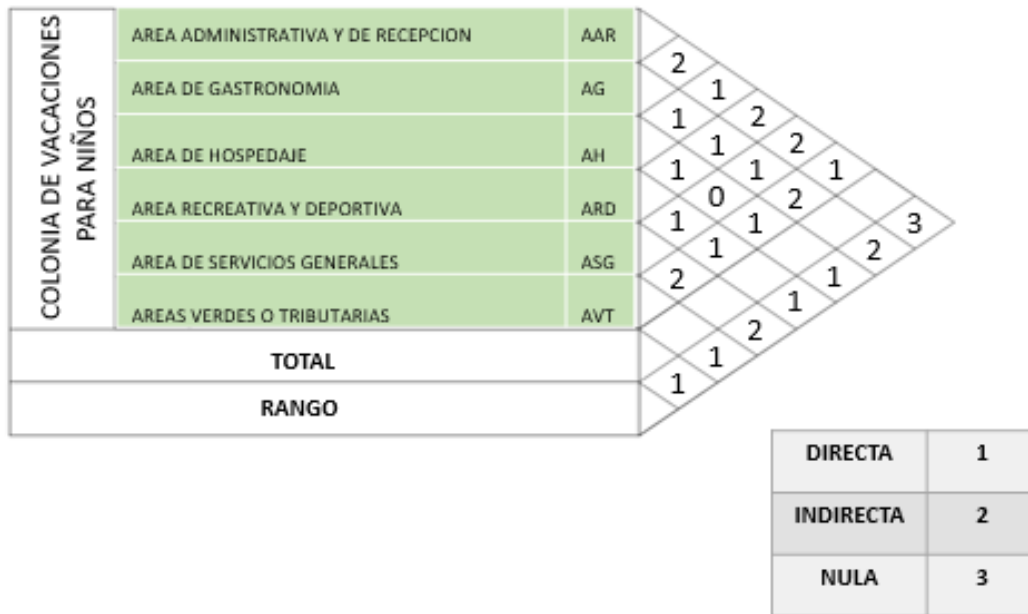 COLONIA DE VACACIONES
PARA NIÑOS
AREA ADMINISTRATIVA Y DE RECEPCION AAR
AREA DE GASTRONOMIA AG
AREA DE HOSPEDAJE AH
AREA RECREATIVA Y DEPORTIVA ARD
AREA DE SERVICIOS GENERALES ASG
AREAS VERDES O TRIBUTARIAS AVT
TOTAL
RANGO
2
1
1 2
1 2
1 1 1
0 2
1 1 3
1 2
2 1
1
2
1
1
DIRECTA 1
INDIRECTA 2
NULA 3